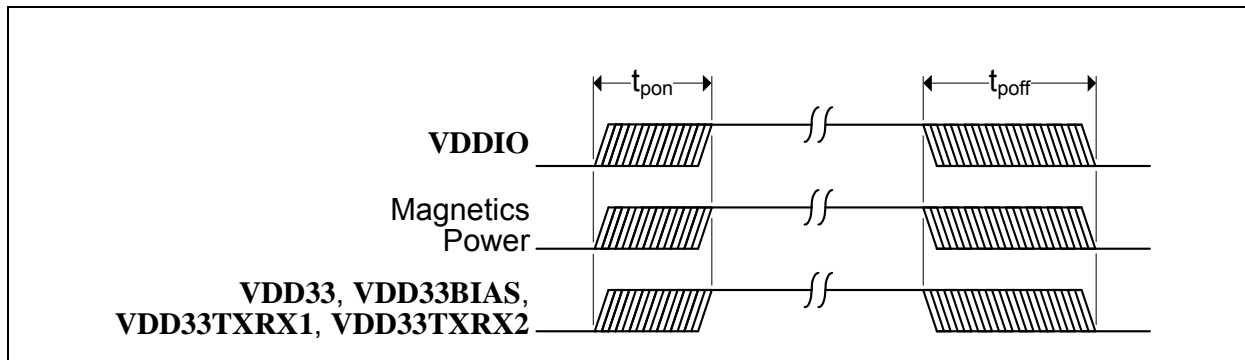 tpon
tpoff
VDDIO
Magnetics
Power
VDD33, VDD33BIAS,
VDD33TXRX1, VDD33TXRX2